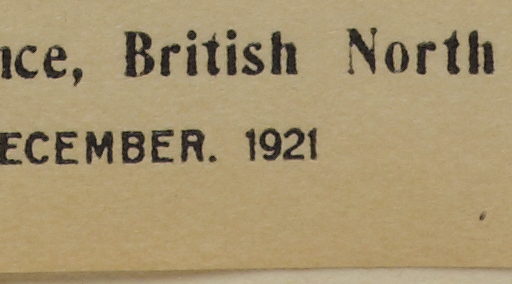 nce, British North
ECEMBER. 1921